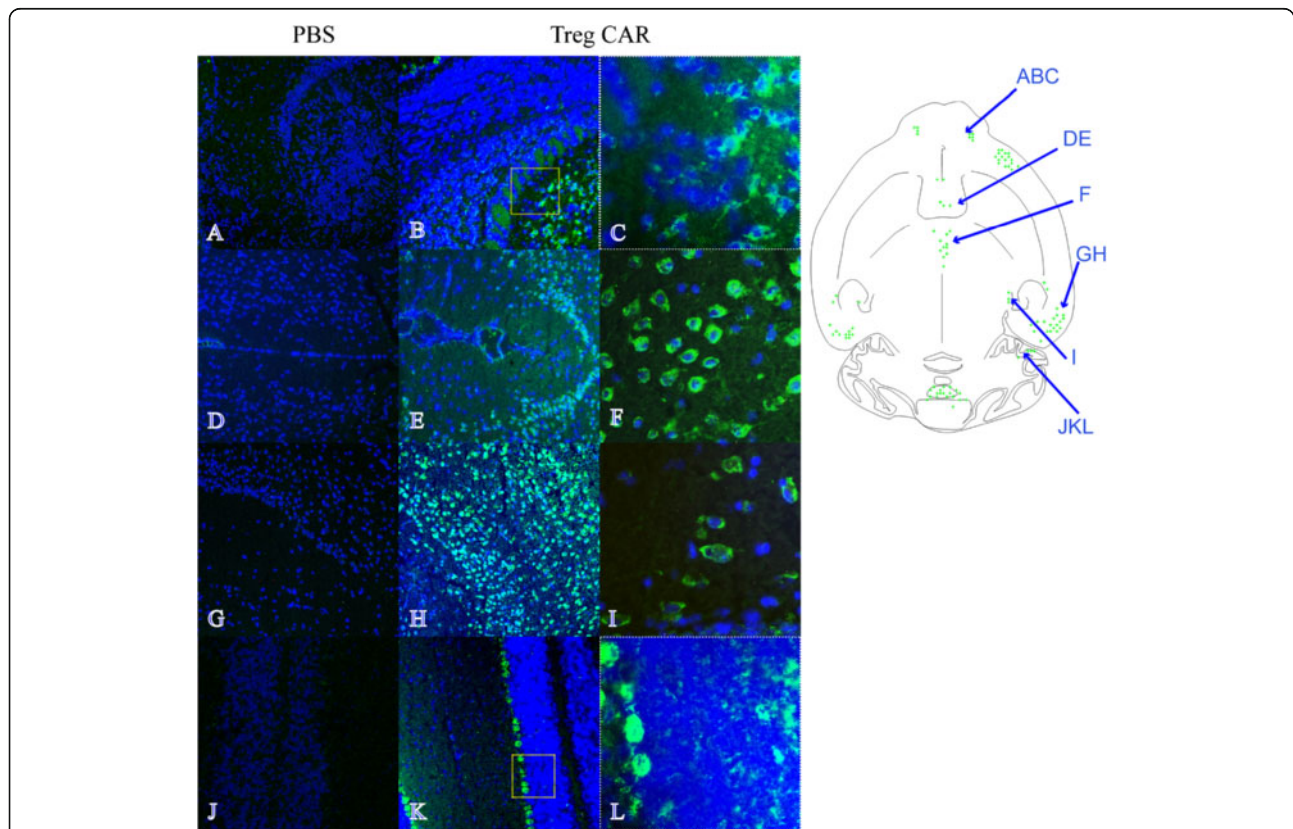 PBS Treg CAR
A B C
D E F
G H I
J K L
ABC
DE
F
GH
I
JKL